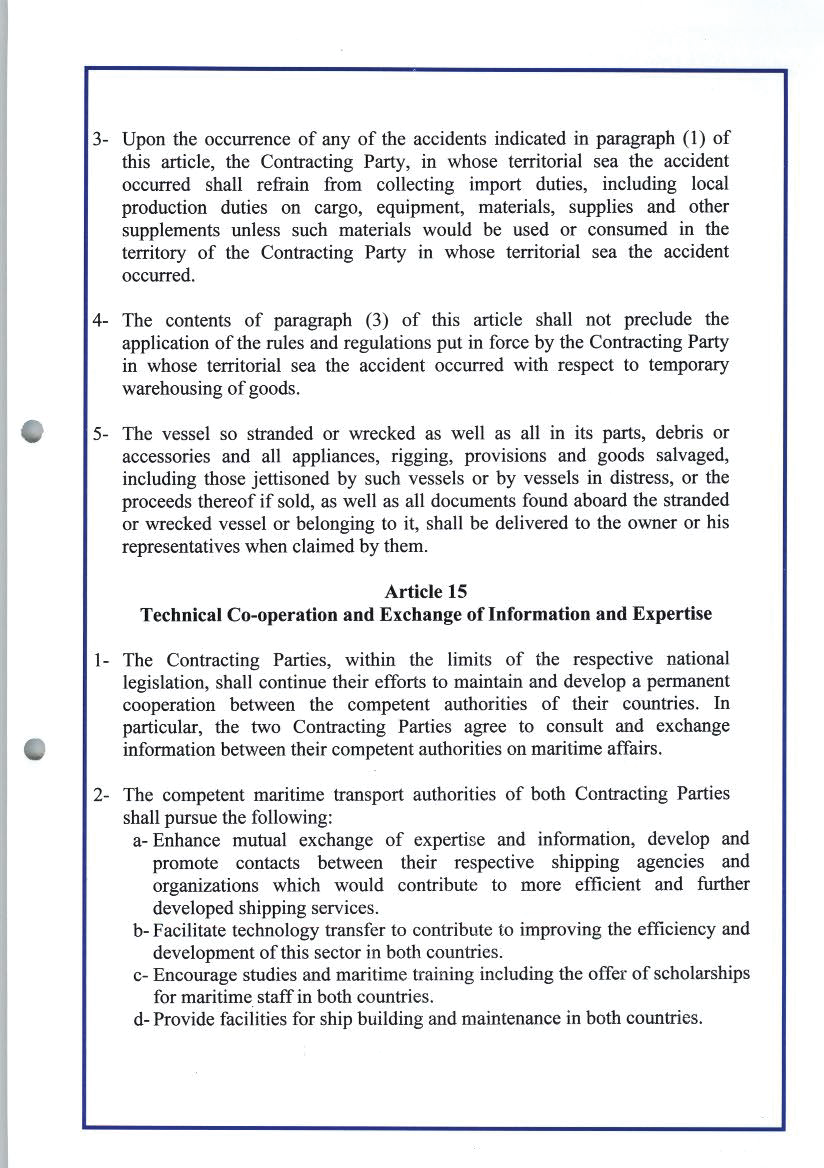 3- Upon the occurrence of any of the accidents indicated in paragraph (1) of
this article, the Contracting Party, in whose territorial sea the accident
occurred shall refrain from collecting import duties, including local
production duties on cargo, equipment, materials, supplies and other
supplements unless such materials would be used or consumed in the
territory of the Contracting Party in whose territorial sea the accident
occurred.
4- The contents of paragraph (3) of this article shall not preclude the
application of the rules and regulations put in force by the Contracting Party
in whose territorial sea the accident occurred with respect to temporary
warehousing of goods.
5- The vessel so stranded or wrecked as well as all in its parts, debris or
accessories and all appliances, rigging, provisions and goods salvaged,
including those jettisoned by such vessels or by vessels in distress, or the
proceeds thereof if sold, as well as all documents found aboard the stranded
or wrecked vessel or belonging to it, shall be delivered to the owner or his
representatives when claimed by them.
Article 15
Technical Co-operation and Exchange of Information and Expertise
1- The Contracting Parties, within the limits of the respective national
legislation, shall continue their efforts to maintain and develop a permanent
cooperation between the competent authorities of their countries. In
particular, the two Contracting Parties agree to consult and exchange
information between their competent authorities on maritime affairs.
2- The competent maritime transport authorities of both Contracting Parties
shall pursue the following:
a- Enhance mutual exchange of expertise and information, develop and
promote contacts between their respective shipping agencies and
organizations which would contribute to more efficient and further
developed shipping services.
b- Facilitate technology transfer to contribute to improving the efficiency and
development of this sector in both countries.
c- Encourage studies and maritime training including the offer of scholarships
for maritime staff in both countries.
d- Provide facilities for ship building and maintenance in both countries.